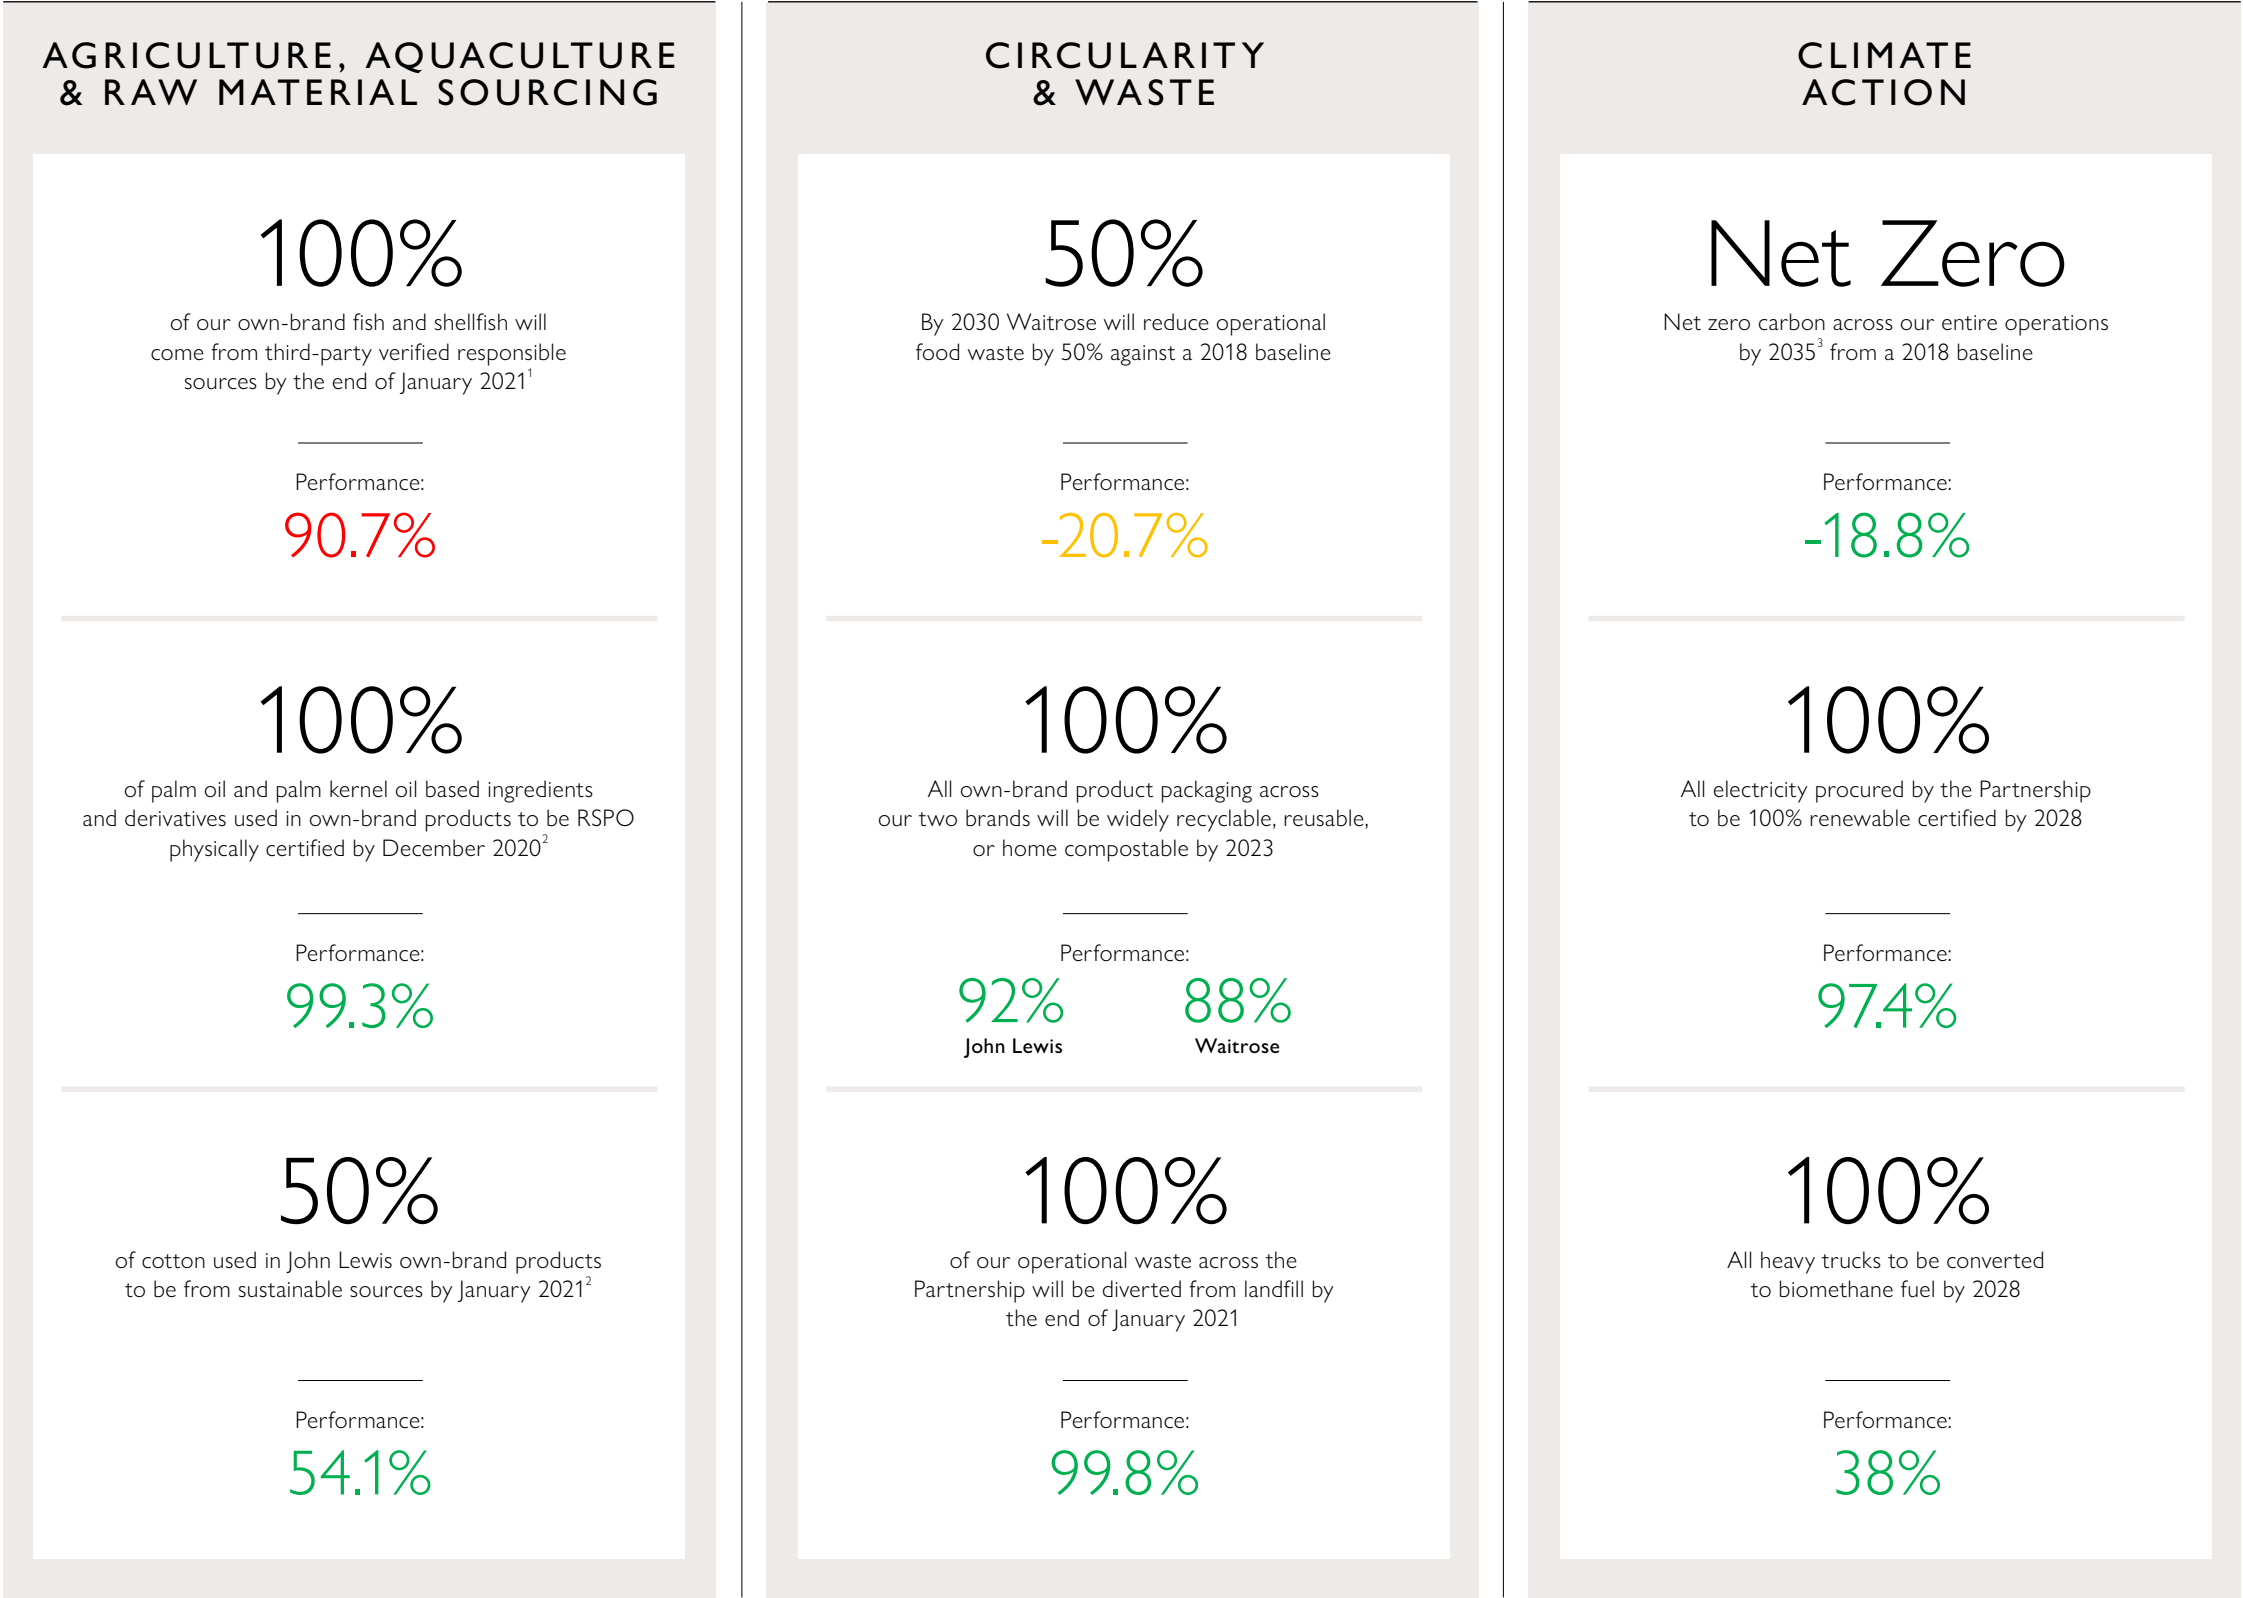 AGRICULTURE, AQUACULTURE
& RAW MATERIAL SOURCING
100%
of our own-brand fish and shellfish will
come from third-party verified responsible
sources by the end of January 2021¹
Performance:
90.7%
100%
of palm oil and palm kernel oil based ingredients
and derivatives used in own-brand products to be RSPO
physically certified by December 2020²
Performance:
99.3%
50%
of cotton used in John Lewis own-brand products
to be from sustainable sources by January 2021²
Performance:
54.1%
CIRCULARITY
& WASTE
50%
By 2030 Waitrose will reduce operational
food waste by 50% against a 2018 baseline
Performance:
-20.7%
100%
All own-brand product packaging across
our two brands will be widely recyclable, reusable,
or home compostable by 2023
Performance:
92% 88%
John Lewis Waitrose
100%
of our operational waste across the
Partnership will be diverted from landfill by
the end of January 2021
Performance:
99.8%
CLIMATE
ACTION
Net Zero
Net zero carbon across our entire operations
by 2035³ from a 2018 baseline
Performance:
-18.8%
100%
All electricity procured by the Partnership
to be 100% renewable certified by 2028
Performance:
97.4%
100%
All heavy trucks to be converted
to biomethane fuel by 2028
Performance:
38%